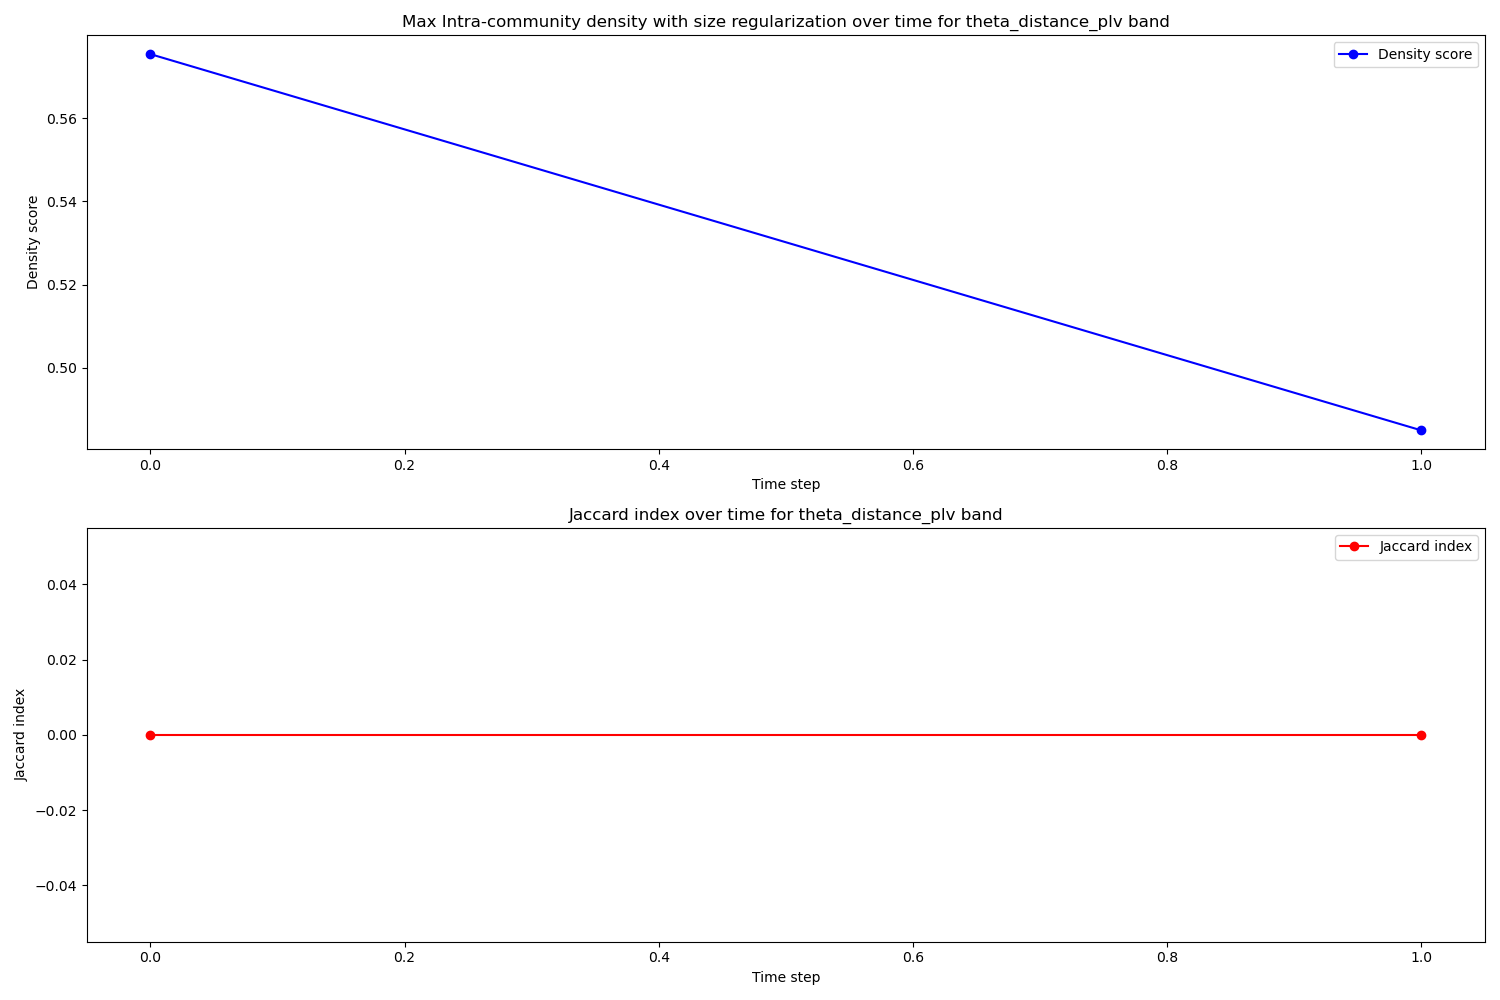 Max Intra-community density with size regularization over time for theta_distance_plv band
Density score
0.56
0.54
0.52
0.50
Density score
0.0 0.2 0.4 0.6 0.8 1.0
Time step
Jaccard index over time for theta_distance_plv band
Jaccard index
0.04
0.02
0.00
−0.02
−0.04
Jaccard index
0.0 0.2 0.4 0.6 0.8 1.0
Time step